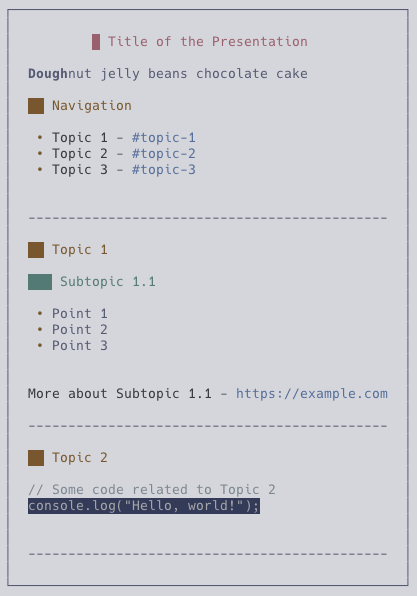 Title of the Presentation
Doughnut jelly beans chocolate cake
Navigation
• Topic 1 – #topic-1
• Topic 2 – #topic-2
• Topic 3 – #topic-3
---------------------------------------------
Topic 1
Subtopic 1.1
• Point 1
• Point 2
• Point 3
More about Subtopic 1.1 – https://example.com
---------------------------------------------
Topic 2
// Some code related to Topic 2
console.log("Hello, world!");
---------------------------------------------